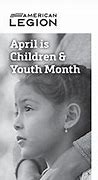 AMERICAN
LEGION
April is
Children &
Youth Month